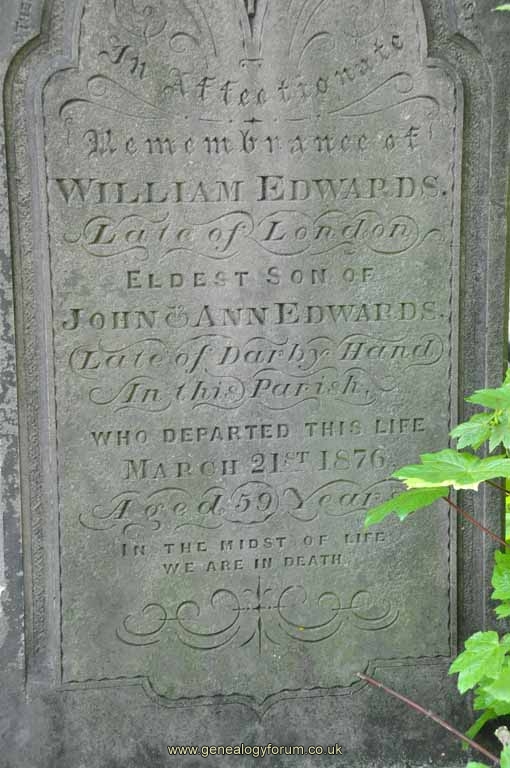 In Affectionate
Remembrance of
WILLIAM EDWARDS.
Late of London
ELDEST SON OF
JOHN & ANN EDWARDS.
Late of Darby Hand
In this Parish,
WHO DEPARTED THIS LIFE
MARCH 21ST 1876
Aged 59 Years
IN THE MIDST OF LIFE
WE ARE IN DEATH.
www.genealogyforum.co.uk